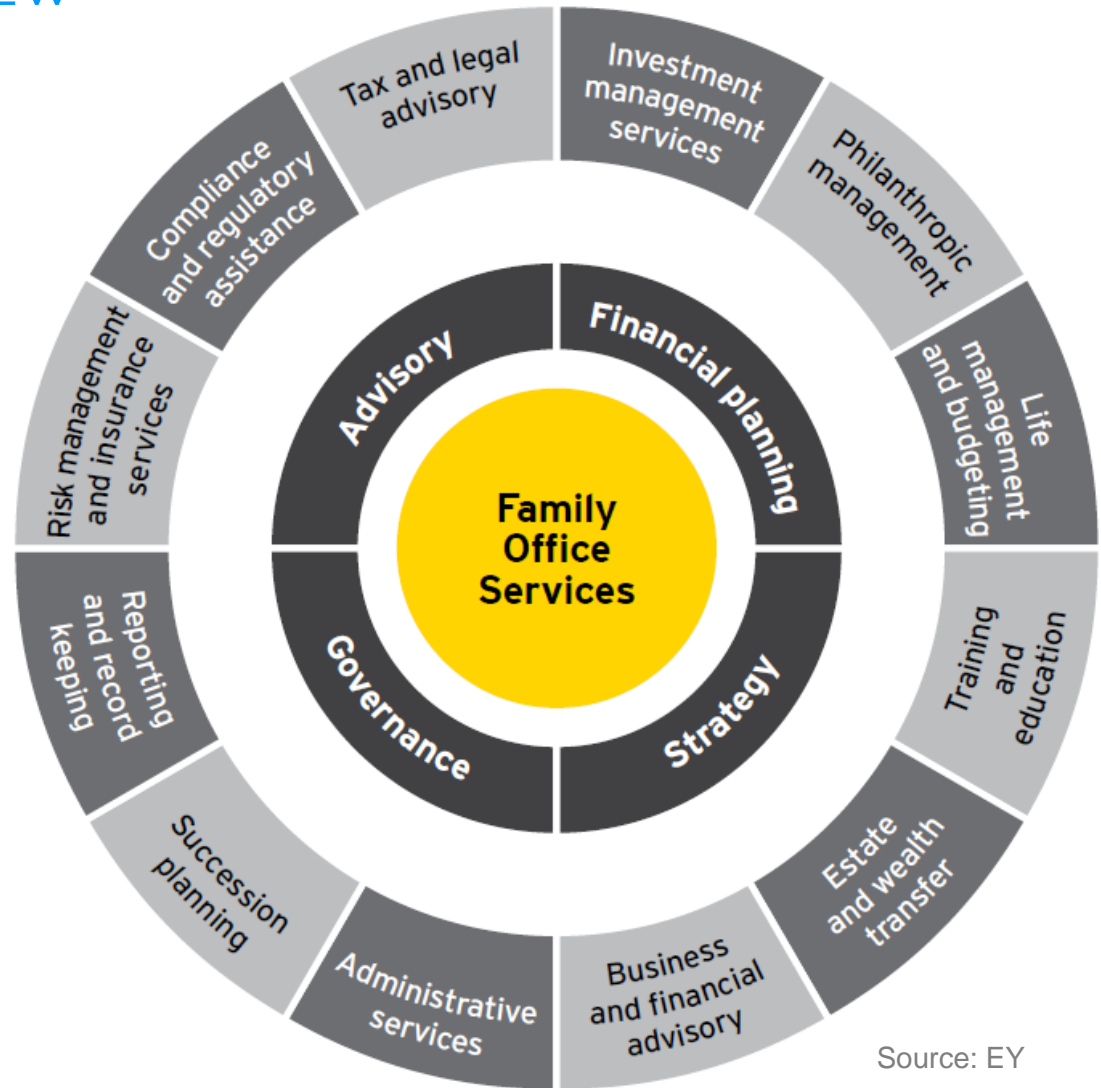 Family
Office
Services
Advisory
Financial planning
Strategy
Governance
Investment
management
services
Philanthropic
management
Life
management
and budgeting
Training
and
education
Estate
and wealth
transfer
Business
and financial
advisory
Administrative
services
Succession
planning
Reporting
and record
keeping
Risk management
and insurance
services
Compliance
and regulatory
assistance
Tax and legal
advisory
Source: EY